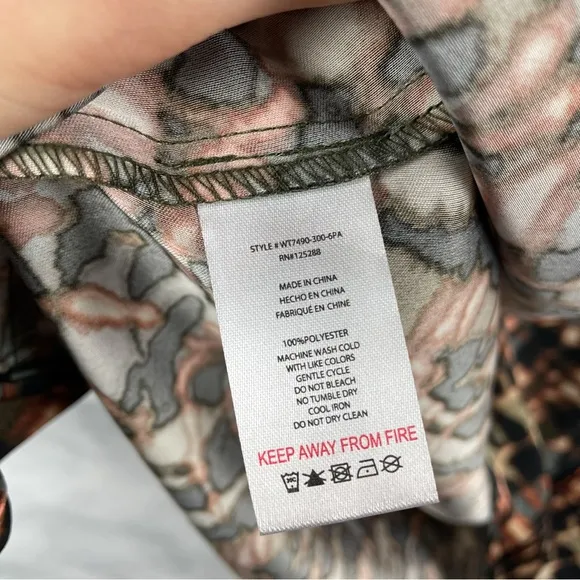 STYLE # WT7490-300-6PA
RN#125288
MADE IN CHINA
HECHO EN CHINA
FABRIQUÉ EN CHINE
100%POLYESTER
MACHINE WASH COLD
WITH LIKE COLORS
GENTLE CYCLE
DO NOT BLEACH
NO TUMBLE DRY
COOL IRON
DO NOT DRY CLEAN
KEEP AWAY FROM FIRE